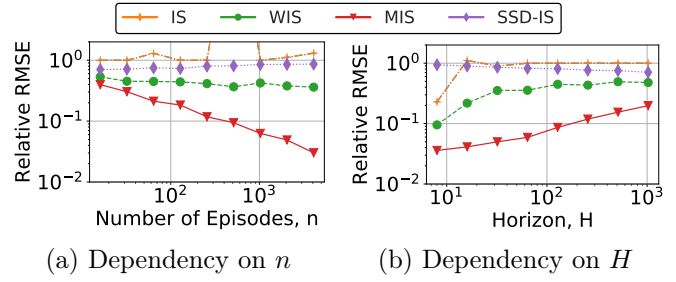 IS WIS MIS SSD-IS
Relative RMSE
10^0
10^-1
10^-2
10^2 10^3
Number of Episodes, n
(a) Dependency on n
Relative RMSE
10^0
10^-1
10^-2
10^1 10^2 10^3
Horizon, H
(b) Dependency on H